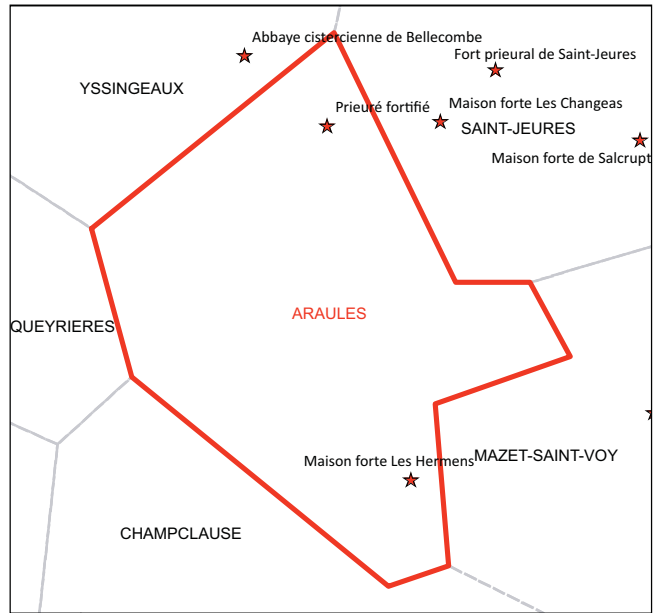 Abbaye cistercienne de Bellecombe
Fort prieural de Saint-Jeures
YSSINGEAUX
Prieuré fortifié
Maison forte Les Changeas
SAINT-JEURES
Maison forte de Salcrupt
ARAULES
QUEYRIERES
Maison forte Les Hermens
MAZET-SAINT-VOY
CHAMPCLAUSE